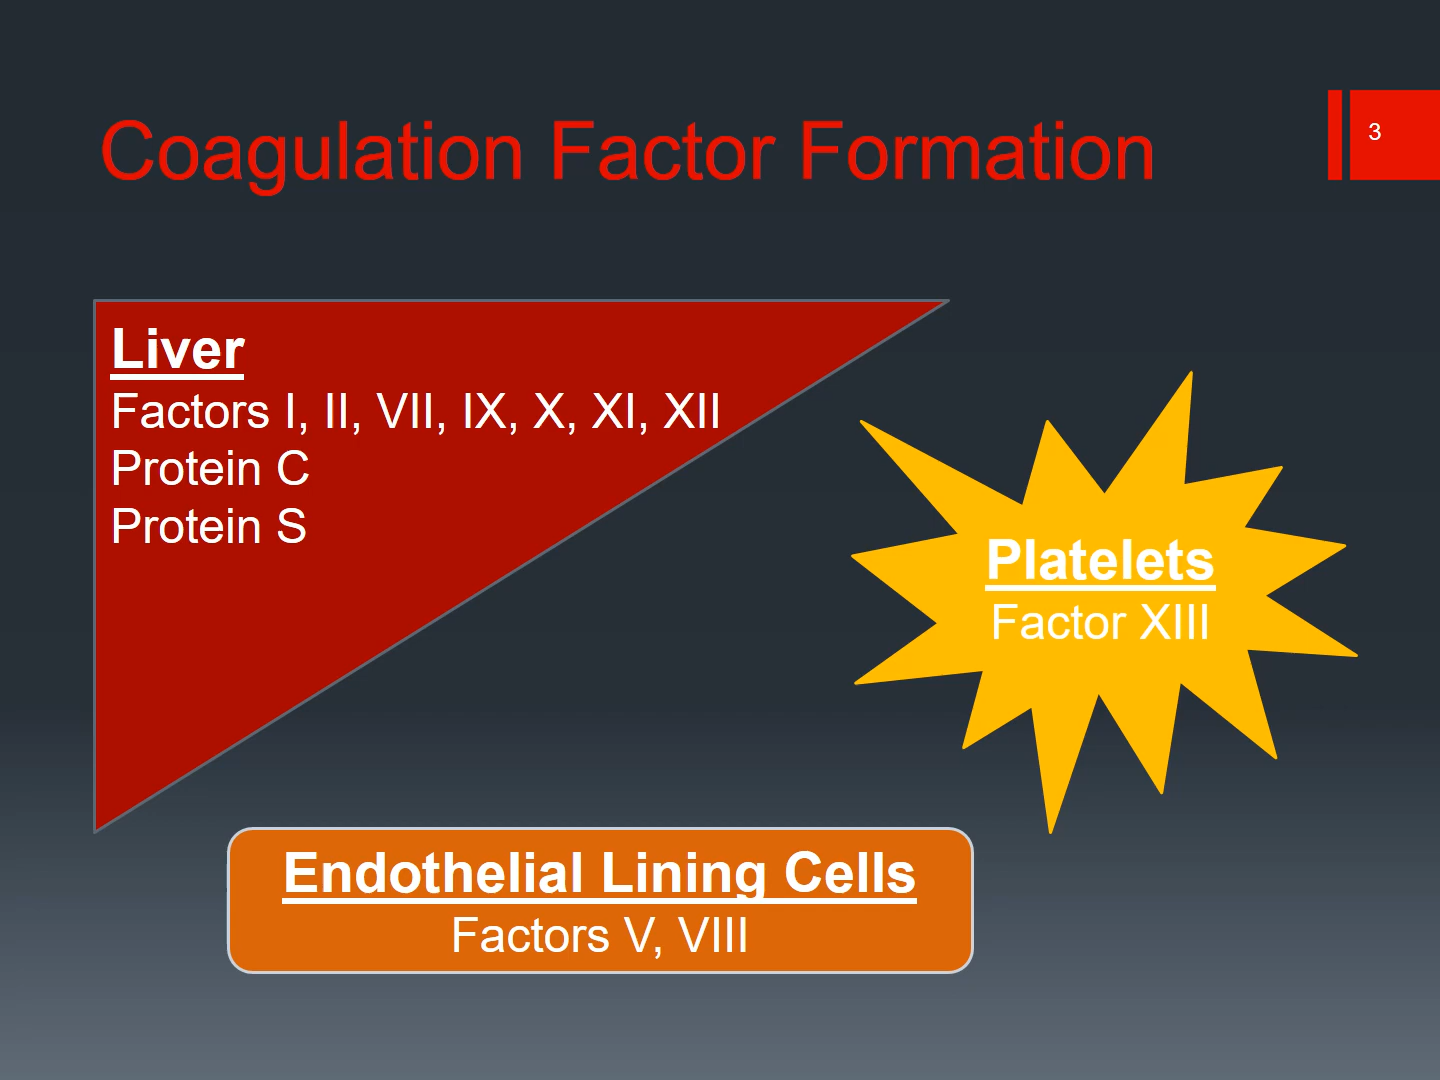 Coagulation Factor Formation
3
Liver
Factors I, II, VII, IX, X, XI, XII
Protein C
Protein S
Platelets
Factor XIII
Endothelial Lining Cells
Factors V, VIII